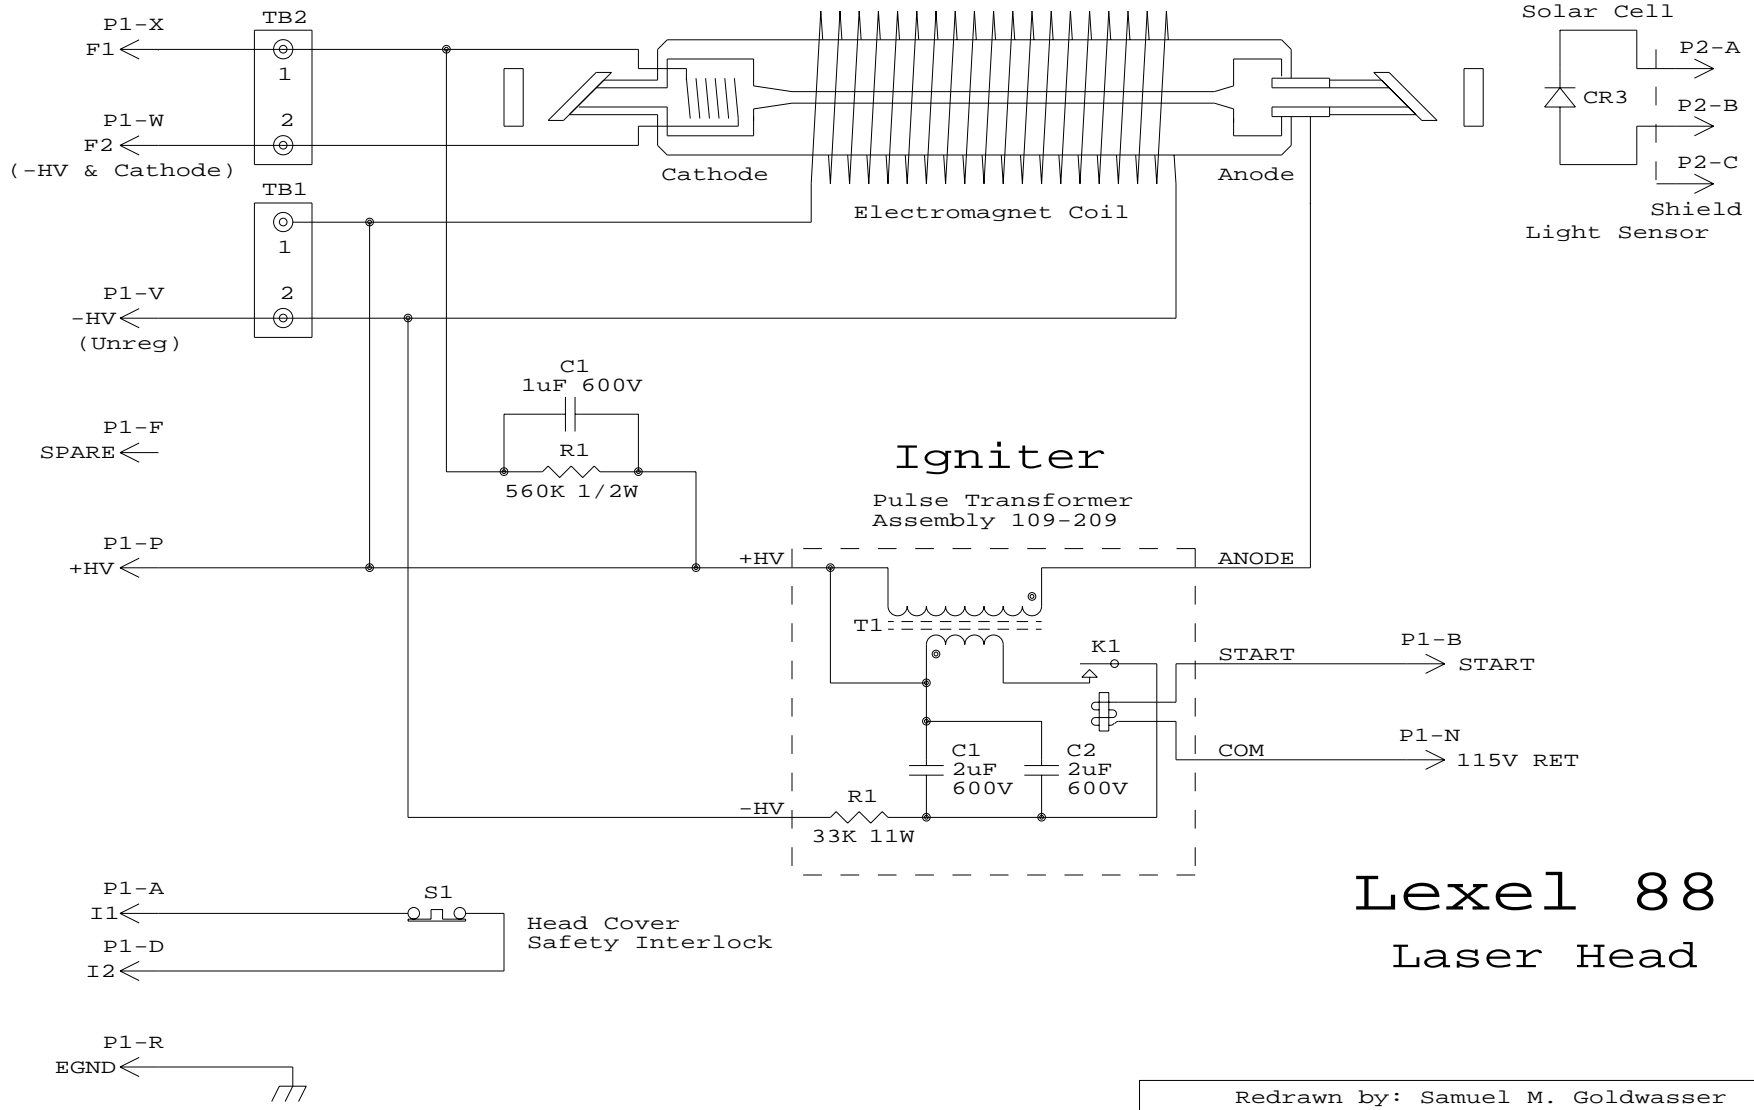 P1-X
F1
TB2
1
P1-W
F2
2
(-HV & Cathode)
TB1
1
P1-V
-HV
2
(Unreg)
Cathode
Anode
Electromagnet Coil
Solar Cell
P2-A
CR3
P2-B
P2-C
Shield
Light Sensor
C1
1uF 600V
P1-F
SPARE
R1
560K 1/2W
Igniter
Pulse Transformer
Assembly 109-209
P1-P
+HV
+HV
ANODE
T1
K1
START
P1-B
START
COM
P1-N
115V RET
C1
2uF
600V
C2
2uF
600V
-HV
R1
33K 11W
P1-A
I1
S1
P1-D
I2
Head Cover
Safety Interlock
Lexel 88
Laser Head
P1-R
EGND
Redrawn by: Samuel M. Goldwasser